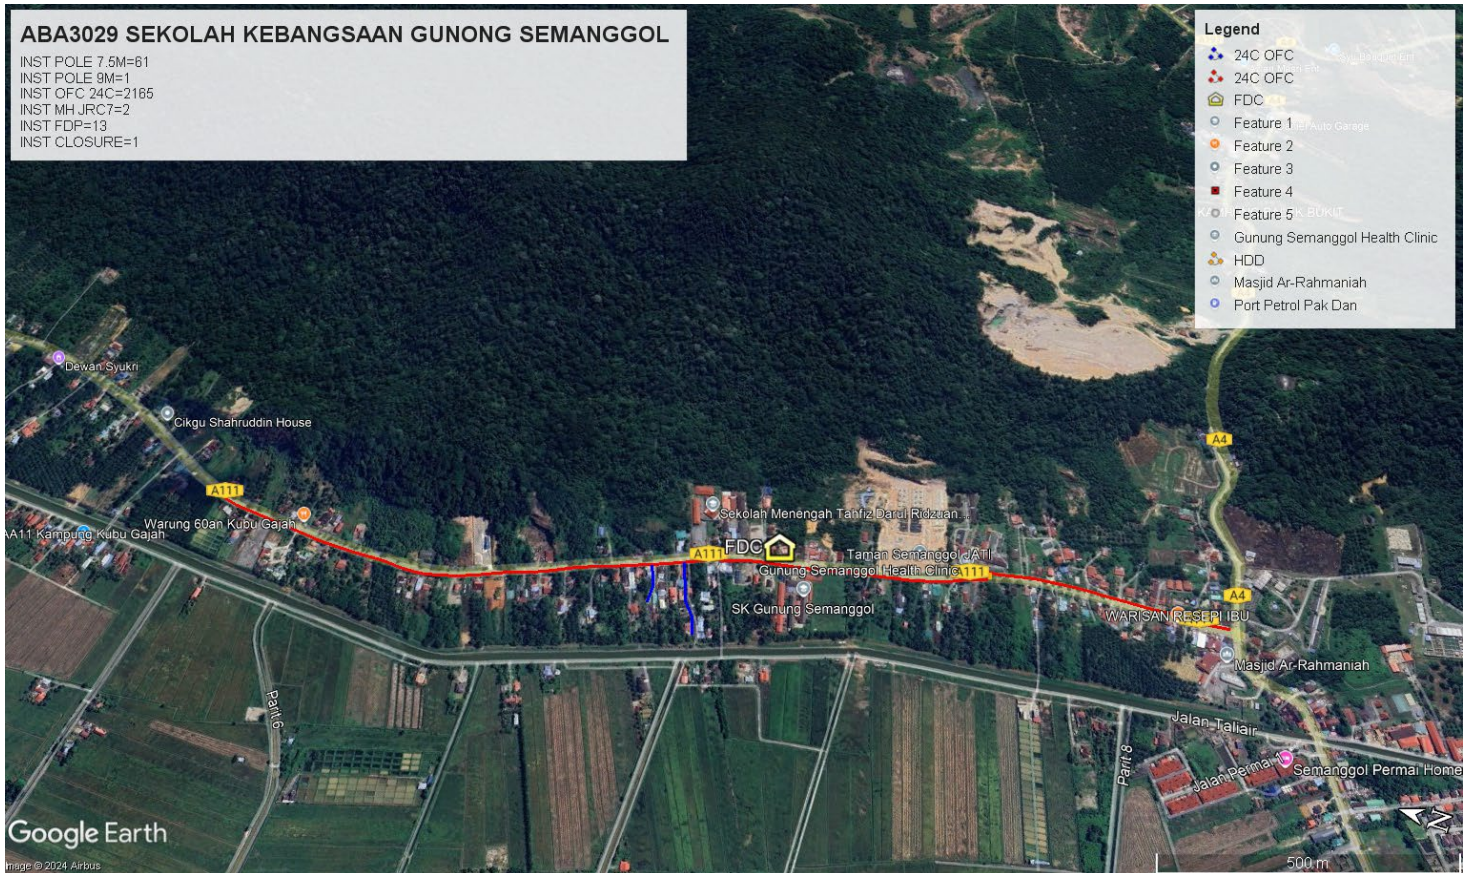 ABA3029 SEKOLAH KEBANGSAAN GUNONG SEMANGGOL
INST POLE 7.5M=61
INST POLE 9M=1
INST OFC 24C=2165
INST MH JRC7=2
INST FDP=13
INST CLOSURE=1
Legend
24C OFC
24C OFC
FDC
Feature 1
Feature 2
Feature 3
Feature 4
Feature 5
Gunung Semanggol Health Clinic
HDD
Masjid Ar-Rahmaniah
Port Petrol Pak Dan
Auto Garage
BUKIT
Dewan Syukri
Cikgu Shahruddin House
A4
A111
Warung 60an Kubu Gajah
AA11 Kampung Kubu Gajah
Sekolah Menengah Tahfiz Darul Ridzuan...
A111
FDC
Taman Semanggol JATI
Gunung Semanggol Health Clinic
A111
SK Gunung Semanggol
A4
WARISAN RESEPI IBU
Masjid Ar-Rahmaniah
Parit 6
Jalan Taliair
Parit 8
Jalan Permai 1
Semanggol Permai Home
Google Earth
N
Image © 2024 Airbus
500 m